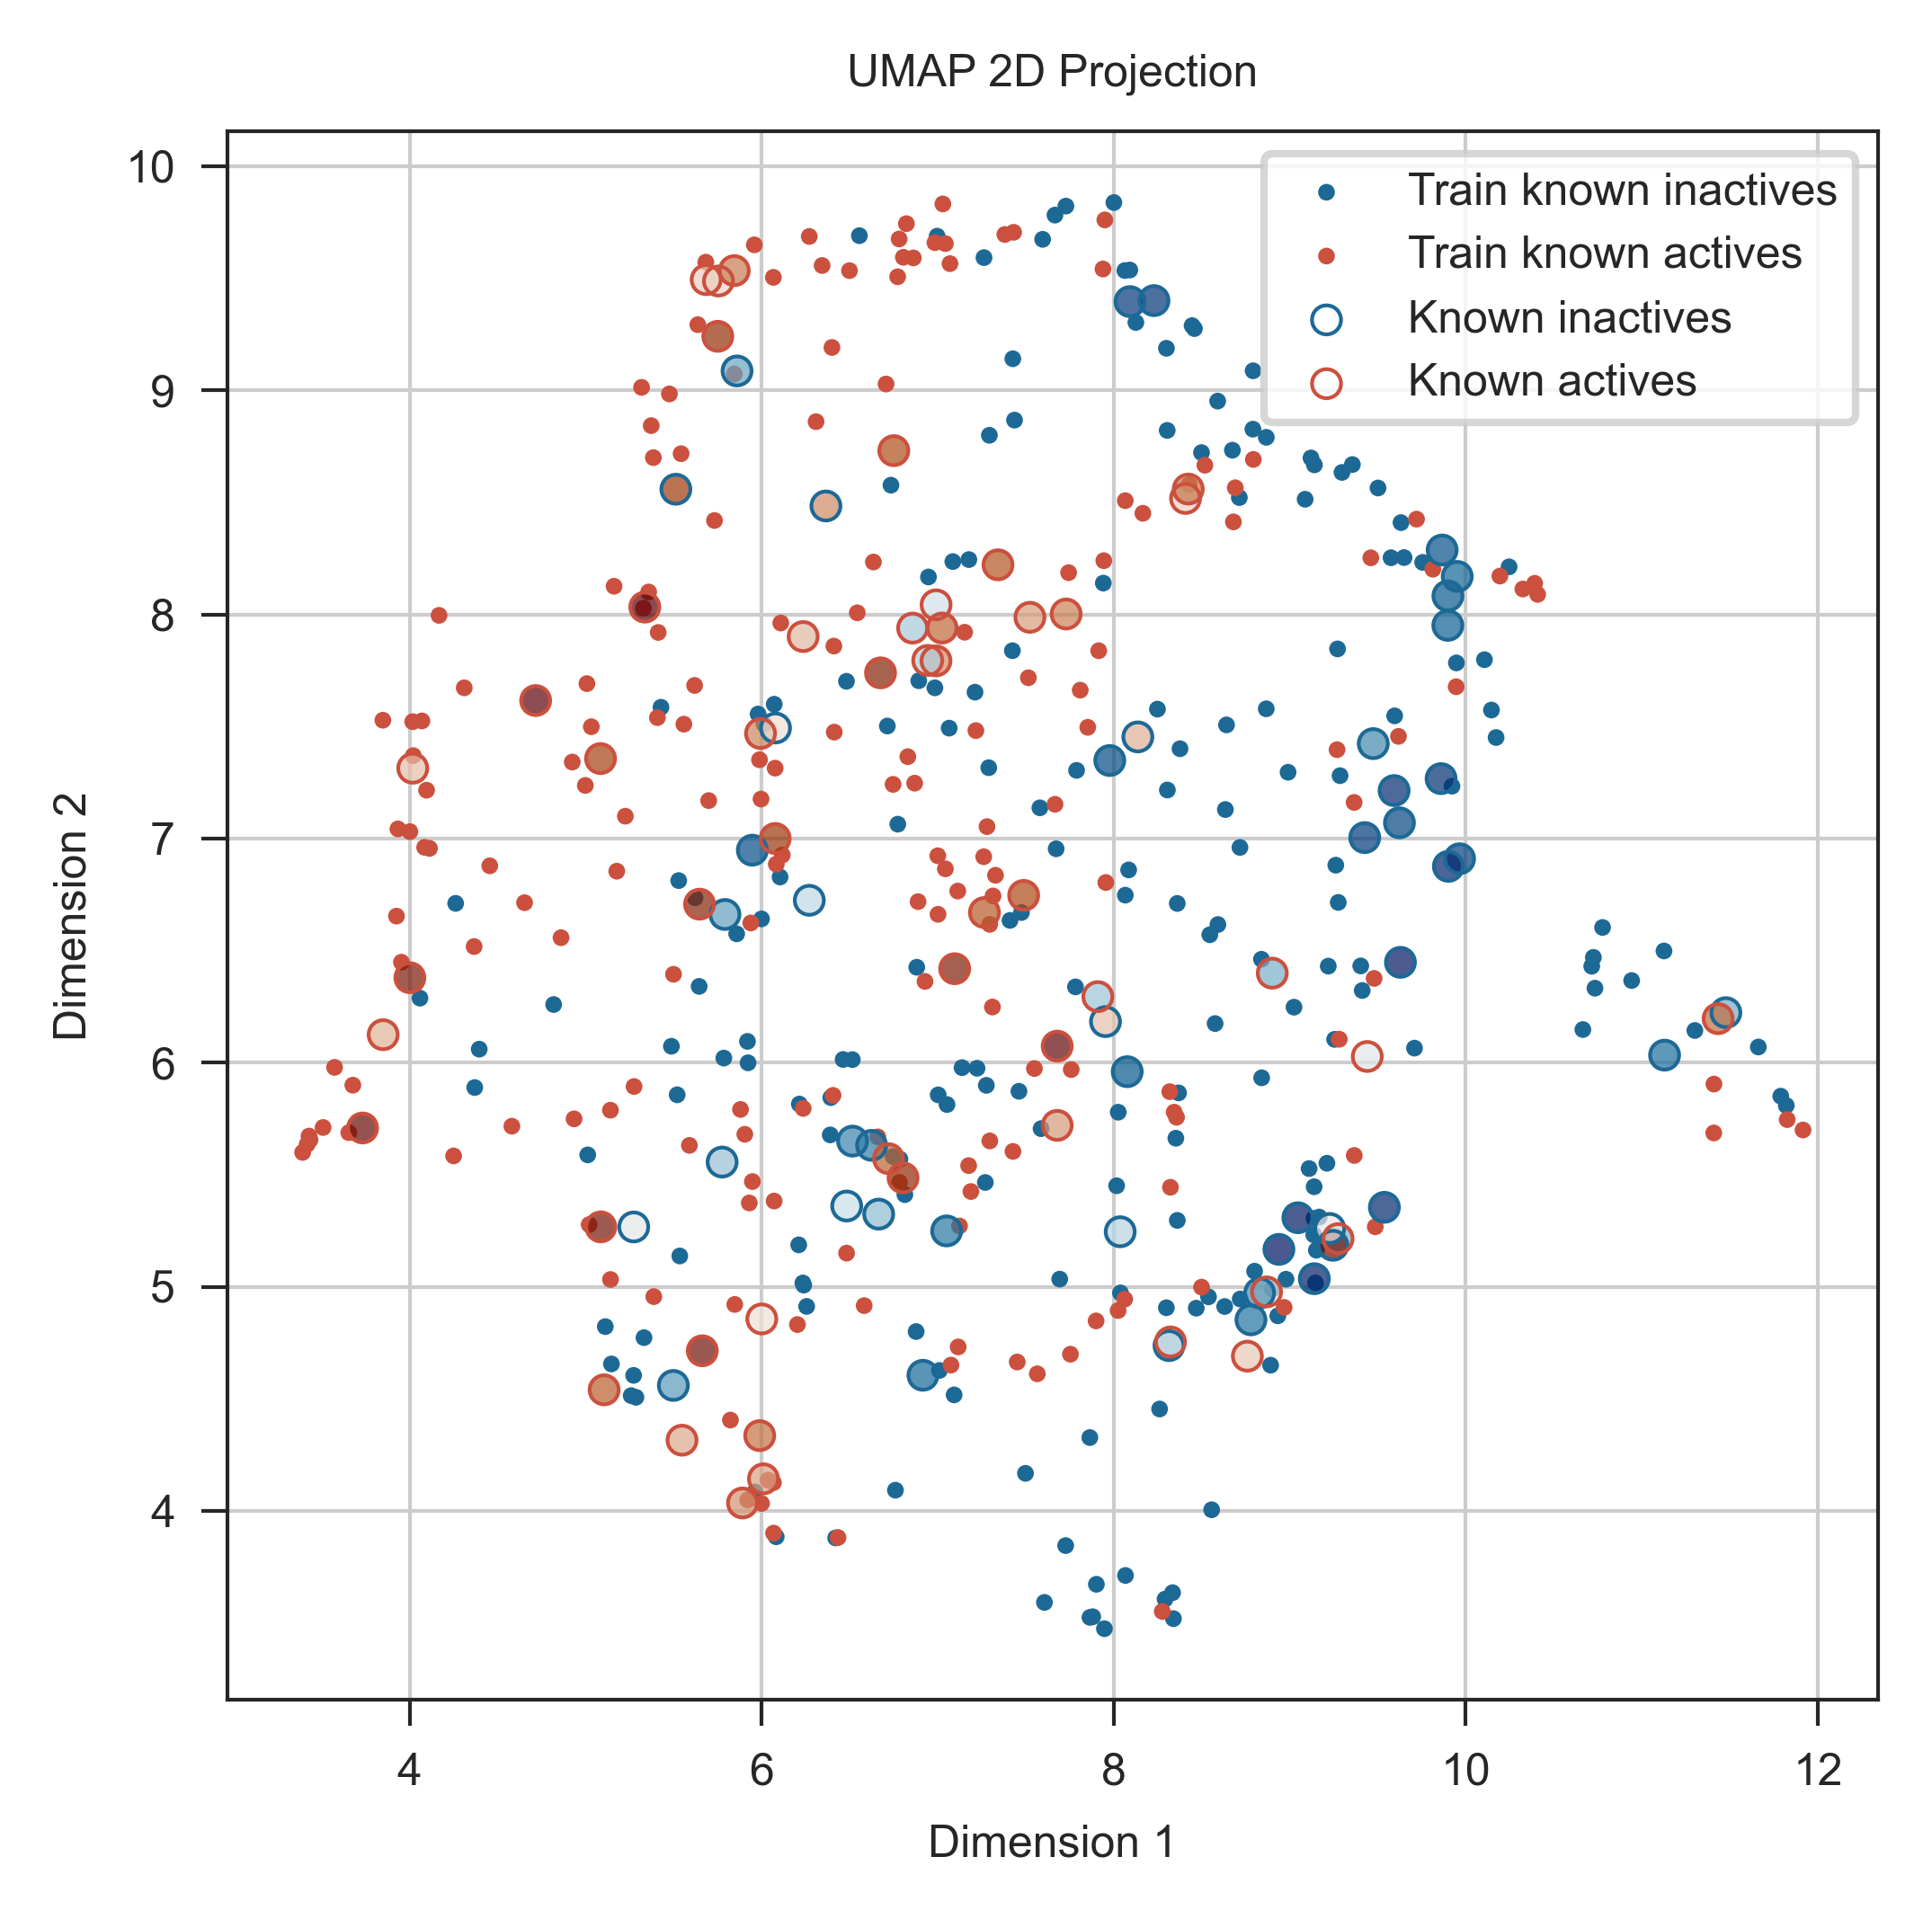 UMAP 2D Projection
Train known inactives
Train known actives
Known inactives
Known actives
10
9
8
7
6
5
4
Dimension 2
4 6 8 10 12
Dimension 1